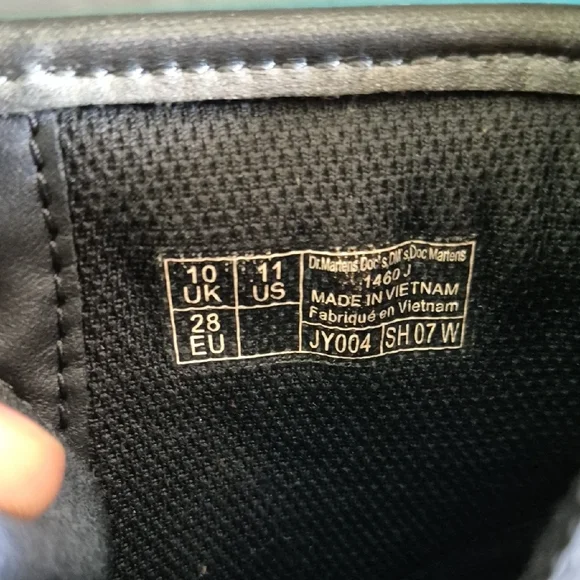 10 UK
11 US
28 EU
Dr.Martens,Doc's,DM's,Doc Martens
1460 J
MADE IN VIETNAM
Fabriqué en Vietnam
JY004
SH 07 W